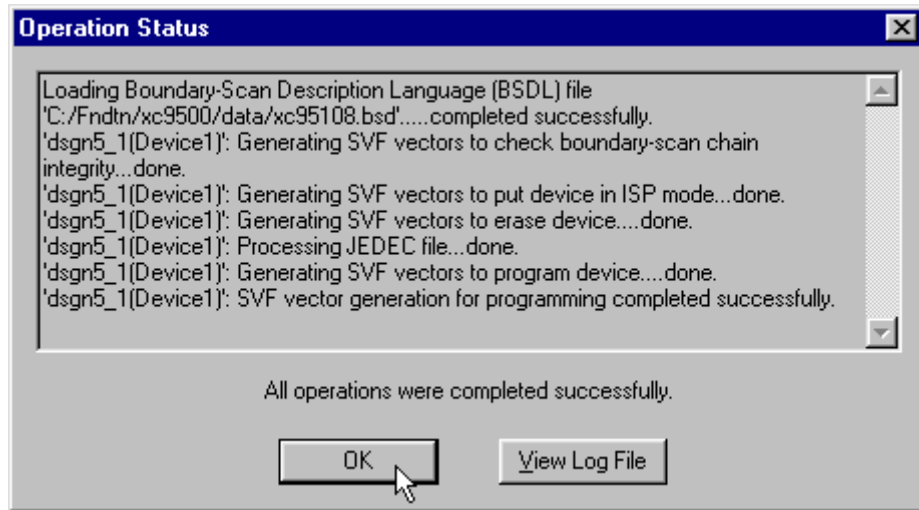 Operation Status
Loading Boundary-Scan Description Language (BSDL) file
'C:/Fndtn/xc9500/data/xc95108.bsd'.....completed successfully.
'dsgn5_1(Device1)': Generating SVF vectors to check boundary-scan chain
integrity...done.
'dsgn5_1(Device1)': Generating SVF vectors to put device in ISP mode...done.
'dsgn5_1(Device1)': Generating SVF vectors to erase device....done.
'dsgn5_1(Device1)': Processing JEDEC file...done.
'dsgn5_1(Device1)': Generating SVF vectors to program device....done.
'dsgn5_1(Device1)': SVF vector generation for programming completed successfully.
All operations were completed successfully.
OK
View Log File